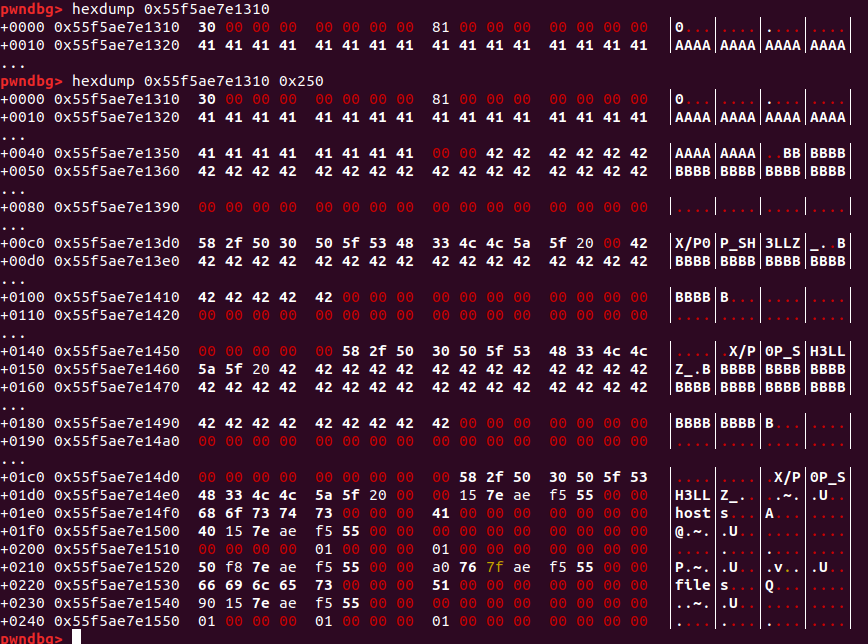 pwndbg> hexdump 0x55f5ae7e1310
+0000 0x55f5ae7e1310 30 00 00 00 00 00 00 00 81 00 00 00 00 00 00 00 |0...|....|....|....|
+0010 0x55f5ae7e1320 41 41 41 41 41 41 41 41 41 41 41 41 41 41 41 41 |AAAA|AAAA|AAAA|AAAA|
...
pwndbg> hexdump 0x55f5ae7e1310 0x250
+0000 0x55f5ae7e1310 30 00 00 00 00 00 00 00 81 00 00 00 00 00 00 00 |0...|....|....|....|
+0010 0x55f5ae7e1320 41 41 41 41 41 41 41 41 41 41 41 41 41 41 41 41 |AAAA|AAAA|AAAA|AAAA|
...
+0040 0x55f5ae7e1350 41 41 41 41 41 41 41 41 00 00 42 42 42 42 42 42 |AAAA|AAAA|..BB|BBBB|
+0050 0x55f5ae7e1360 42 42 42 42 42 42 42 42 42 42 42 42 42 42 42 42 |BBBB|BBBB|BBBB|BBBB|
...
+0080 0x55f5ae7e1390 00 00 00 00 00 00 00 00 00 00 00 00 00 00 00 00 |....|....|....|....|
...
+00c0 0x55f5ae7e13d0 58 2f 50 30 50 5f 53 48 33 4c 4c 5a 5f 20 00 42 |X/P0|P_SH|3LLZ|_..B|
+00d0 0x55f5ae7e13e0 42 42 42 42 42 42 42 42 42 42 42 42 42 42 42 42 |BBBB|BBBB|BBBB|BBBB|
...
+0100 0x55f5ae7e1410 42 42 42 42 42 00 00 00 00 00 00 00 00 00 00 00 |BBBB|B...|....|....|
+0110 0x55f5ae7e1420 00 00 00 00 00 00 00 00 00 00 00 00 00 00 00 00 |....|....|....|....|
...
+0140 0x55f5ae7e1450 00 00 00 00 00 58 2f 50 30 50 5f 53 48 33 4c 4c |....|.X/P|0P_S|H3LL|
+0150 0x55f5ae7e1460 5a 5f 20 42 42 42 42 42 42 42 42 42 42 42 42 42 |Z_.B|BBBB|BBBB|BBBB|
+0160 0x55f5ae7e1470 42 42 42 42 42 42 42 42 42 42 42 42 42 42 42 42 |BBBB|BBBB|BBBB|BBBB|
...
+0180 0x55f5ae7e1490 42 42 42 42 42 42 42 42 42 00 00 00 00 00 00 00 |BBBB|BBBB|B...|....|
+0190 0x55f5ae7e14a0 00 00 00 00 00 00 00 00 00 00 00 00 00 00 00 00 |....|....|....|....|
...
+01c0 0x55f5ae7e14d0 00 00 00 00 00 00 00 00 00 58 2f 50 30 50 5f 53 |....|....|.X/P|0P_S|
+01d0 0x55f5ae7e14e0 48 33 4c 4c 5a 5f 20 00 00 15 7e ae f5 55 00 00 |H3LL|Z_..|..~.|.U..|
+01e0 0x55f5ae7e14f0 68 6f 73 74 73 00 00 00 41 00 00 00 00 00 00 00 |host|s...|A...|....|
+01f0 0x55f5ae7e1500 40 15 7e ae f5 55 00 00 00 00 00 00 00 00 00 00 |@.~.|.U..|....|....|
+0200 0x55f5ae7e1510 00 00 00 00 01 00 00 00 01 00 00 00 00 00 00 00 |....|....|....|....|
+0210 0x55f5ae7e1520 50 f8 7e ae f5 55 00 00 a0 76 7f ae f5 55 00 00 |P.~.|.U..|.v..|.U..|
+0220 0x55f5ae7e1530 66 69 6c 65 73 00 00 00 51 00 00 00 00 00 00 00 |file|s...|Q...|....|
+0230 0x55f5ae7e1540 90 15 7e ae f5 55 00 00 00 00 00 00 00 00 00 00 |..~.|.U..|....|....|
+0240 0x55f5ae7e1550 01 00 00 00 01 00 00 00 01 00 00 00 00 00 00 00 |....|....|....|....|
pwndbg>